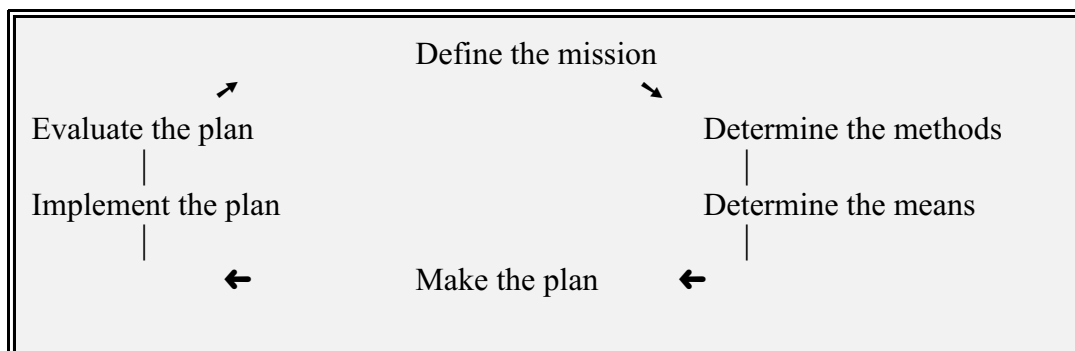 Define the mission
Evaluate the plan Determine the methods
Implement the plan Determine the means
Make the plan